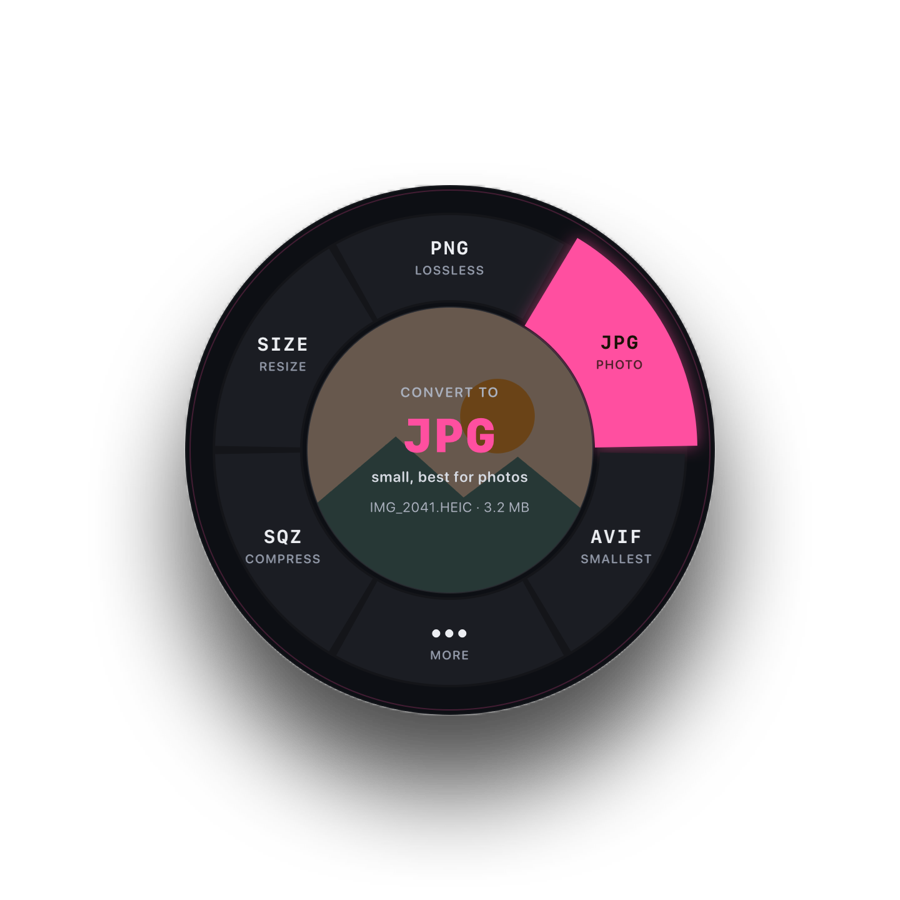 PNG
LOSSLESS
SIZE
RESIZE
JPG
PHOTO
CONVERT TO
JPG
small, best for photos
IMG_2041.HEIC · 3.2 MB
SQZ
COMPRESS
AVIF
SMALLEST
MORE